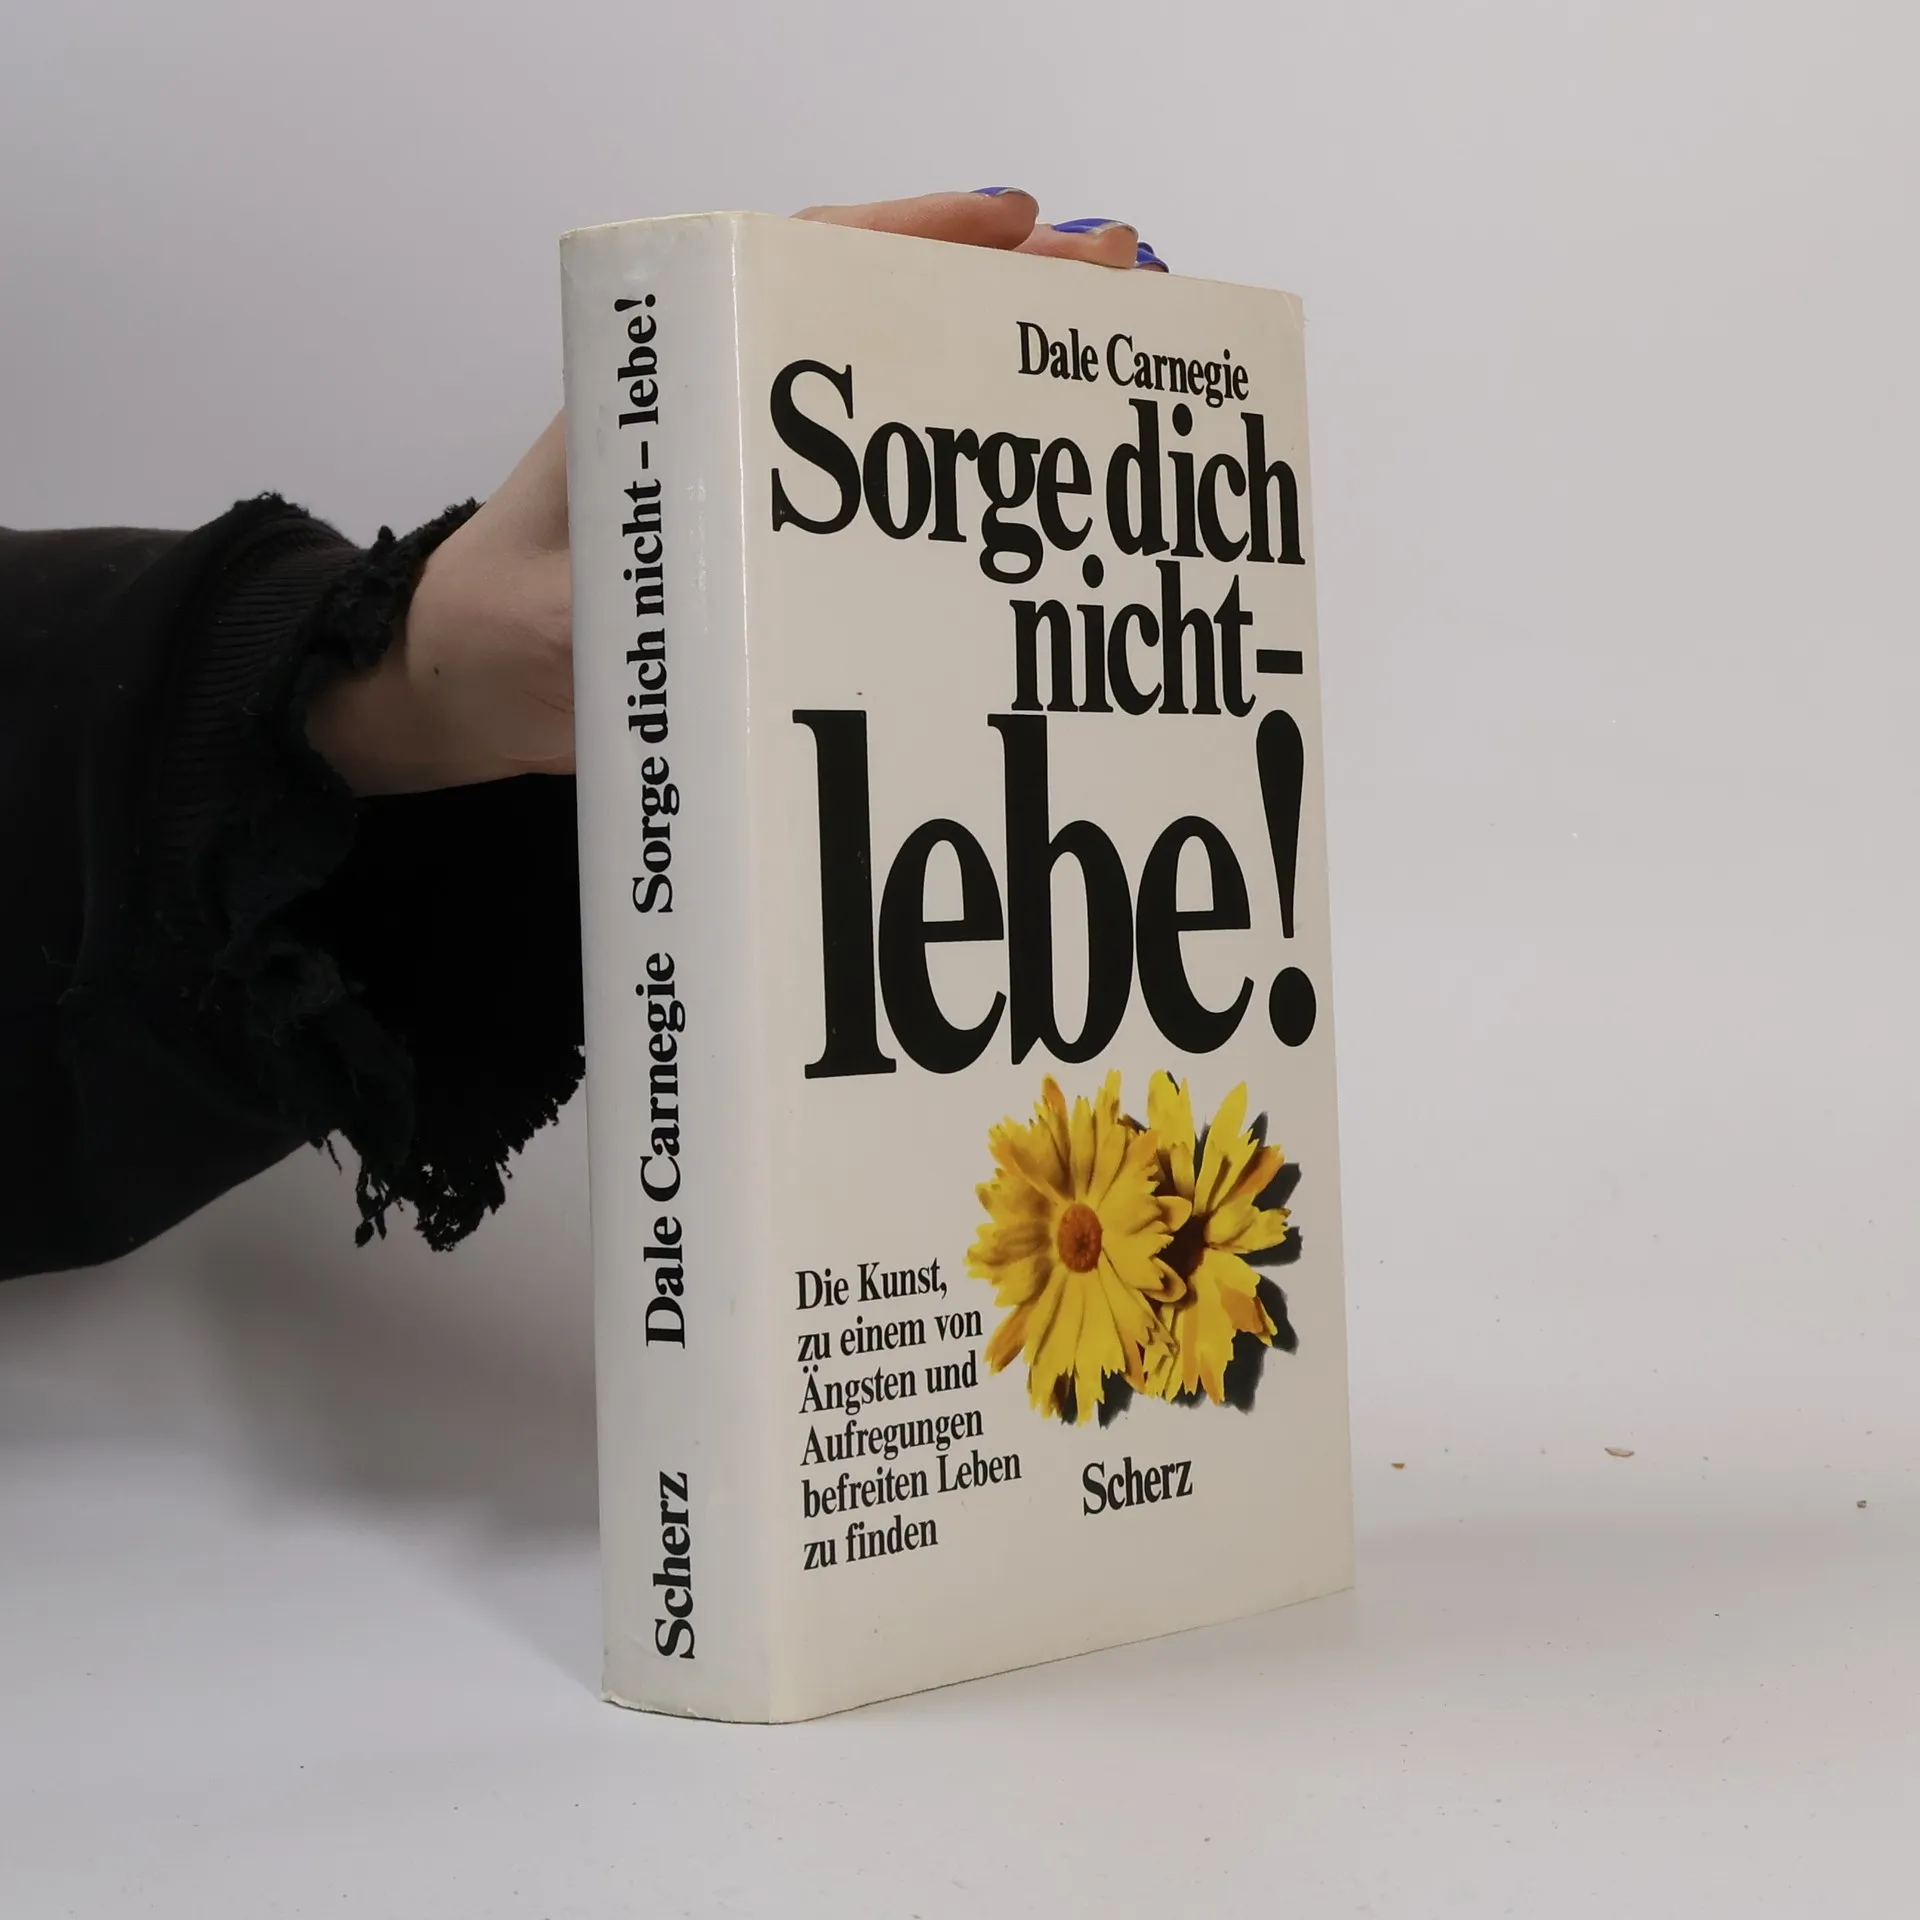 Dale Carnegie Sorge dich nicht – lebe!
Scherz
Dale Carnegie
Sorge dich
nicht –
lebe!
Die Kunst,
zu einem von
Ängsten und
Aufregungen
befreiten Leben
zu finden
Scherz